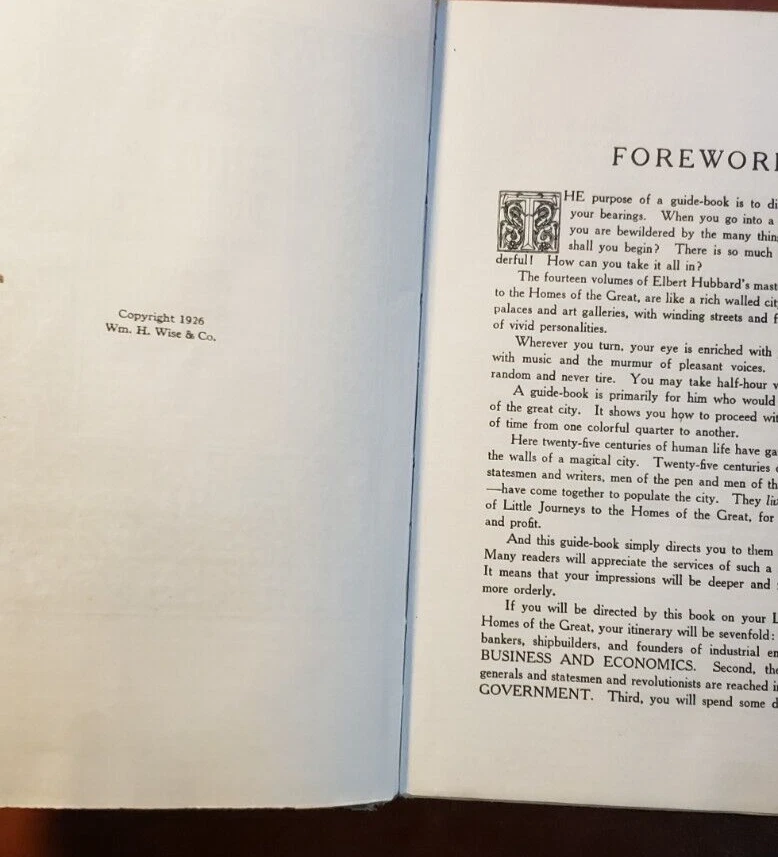 Copyright 1926
Wm. H. Wise & Co.
FOREWOR
THE purpose of a guide-book is to di
your bearings. When you go into a
you are bewildered by the many thin
shall you begin? There is so much
derful! How can you take it all in?
The fourteen volumes of Elbert Hubbard's mast
to the Homes of the Great, are like a rich walled cit
palaces and art galleries, with winding streets and f
of vivid personalities.
Wherever you turn, your eye is enriched with
with music and the murmur of pleasant voices.
random and never tire. You may take half-hour v
A guide-book is primarily for him who would
of the great city. It shows you how to proceed wit
of time from one colorful quarter to another.
Here twenty-five centuries of human life have ga
the walls of a magical city. Twenty-five centuries o
statesmen and writers, men of the pen and men of th
—have come together to populate the city. They liv
of Little Journeys to the Homes of the Great, for
and profit.
And this guide-book simply directs you to them
Many readers will appreciate the services of such a
It means that your impressions will be deeper and
more orderly.
If you will be directed by this book on your L
Homes of the Great, your itinerary will be sevenfold:
bankers, shipbuilders, and founders of industrial em
BUSINESS AND ECONOMICS. Second, the
generals and statesmen and revolutionists are reached i
GOVERNMENT. Third, you will spend some d